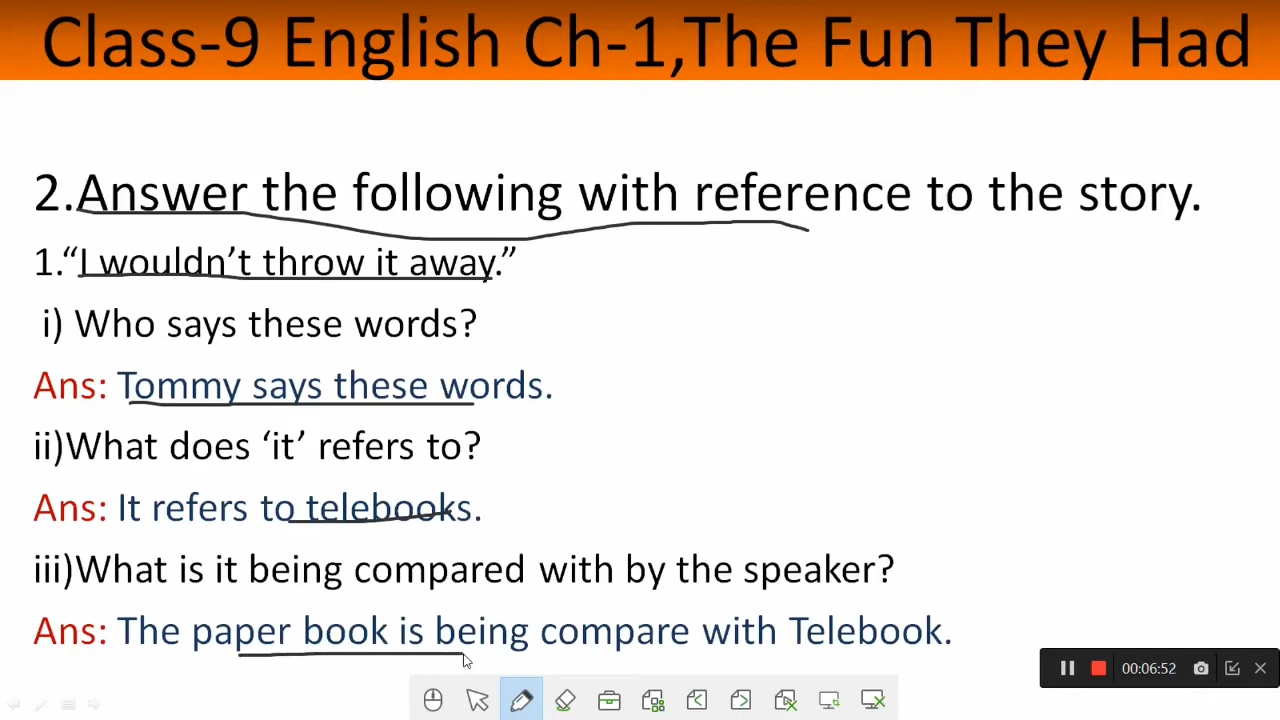 Class-9 English Ch-1,The Fun They Had
2.Answer the following with reference to the story.
1.“I wouldn’t throw it away.”
i) Who says these words?
Ans: Tommy says these words.
ii)What does ‘it’ refers to?
Ans: It refers to telebooks.
iii)What is it being compared with by the speaker?
Ans: The paper book is being compare with Telebook.
00:06:52